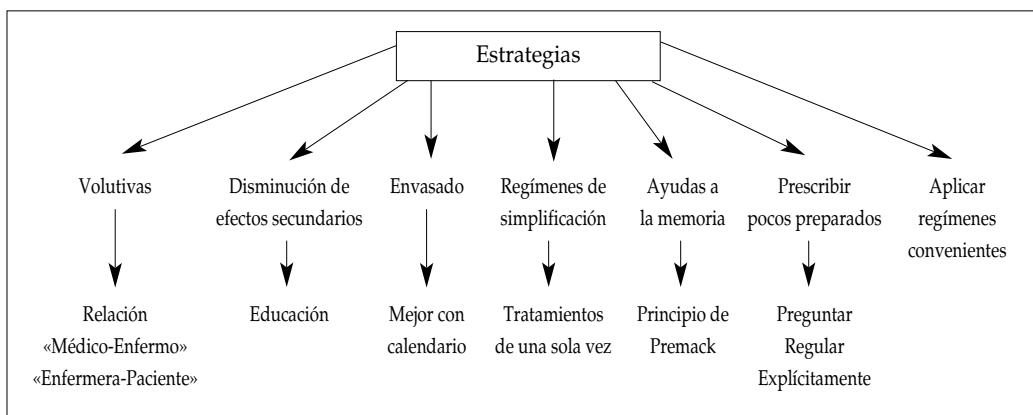 Estrategias
Volutivas
Disminución de
efectos secundarios
Envasado
Regímenes de
simplificación
Ayudas a
la memoria
Prescribir
pocos preparados
Aplicar
regímenes
convenientes
Relación
«Médico-Enfermo»
«Enfermera-Paciente»
Educación
Mejor con
calendario
Tratamientos
de una sola vez
Principio de
Premack
Preguntar
Regular
Explícitamente